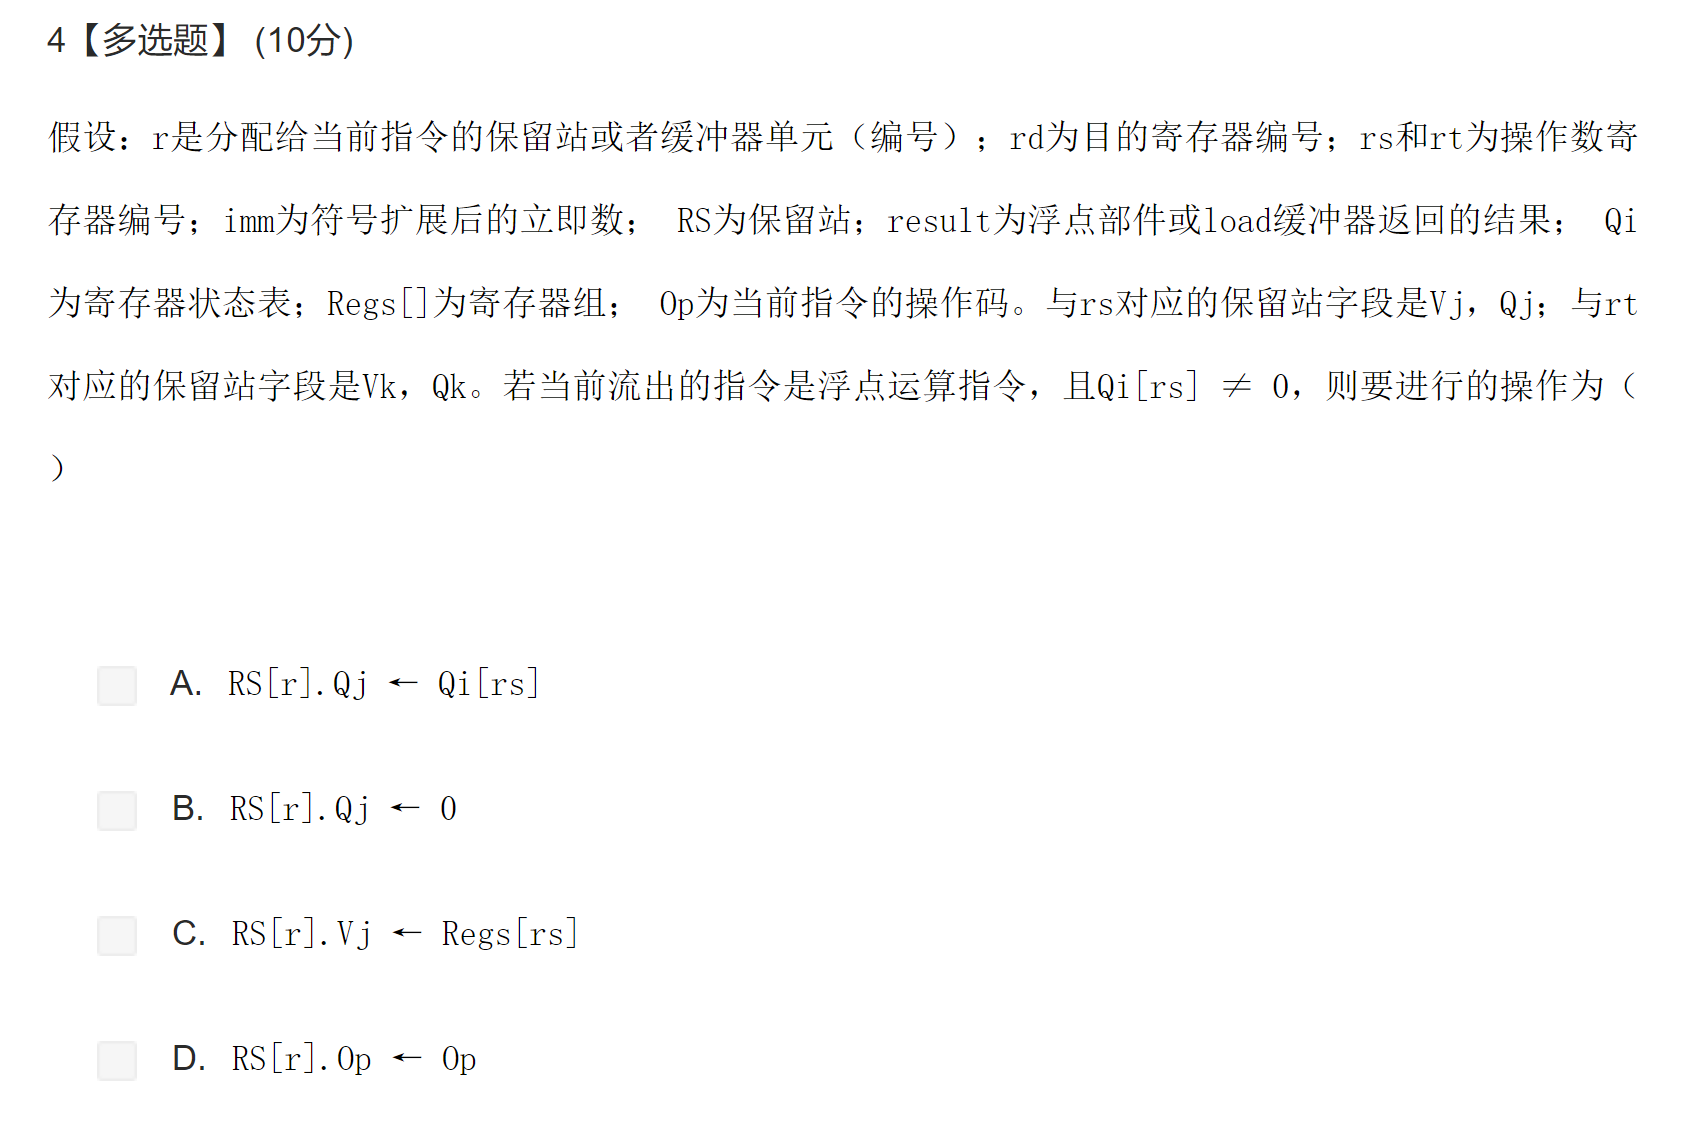 4【多选题】 (10分)
假设：r是分配给当前指令的保留站或者缓冲器单元（编号）；rd为目的寄存器编号；rs和rt为操作数寄
存器编号；imm为符号扩展后的立即数； RS为保留站；result为浮点部件或load缓冲器返回的结果； Qi
为寄存器状态表；Regs[]为寄存器组； Op为当前指令的操作码。与rs对应的保留站字段是Vj，Qj；与rt
对应的保留站字段是Vk，Qk。若当前流出的指令是浮点运算指令，且Qi[rs] ≠ 0，则要进行的操作为（
）
A. RS[r].Qj ← Qi[rs]
B. RS[r].Qj ← 0
C. RS[r].Vj ← Regs[rs]
D. RS[r].Op ← Op